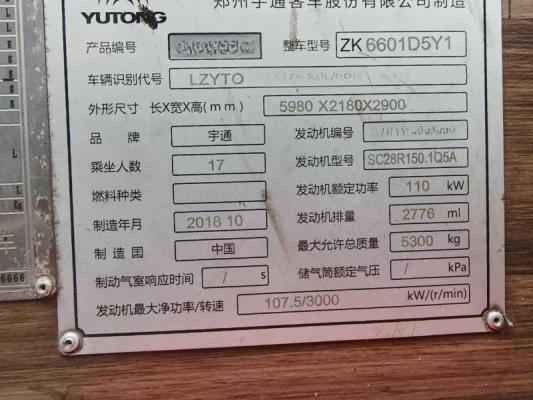 YUTONG 郑州宇通客车股份有限公司制造
产品编号 整车型号 ZK6601D5Y1
车辆识别代号 LZYTO
外形尺寸 长X宽X高(mm) 5980 X2180X2900
品牌 宇通 发动机编号
乘坐人数 17 发动机型号 SC28R150.1Q5A
燃料种类 发动机额定功率 110 kW
制造年月 2018 10 发动机排量 2776 ml
制造国 中国 最大允许总质量 5300 kg
制动气室响应时间 / s 储气筒额定气压 / kPa
发动机最大净功率/转速 107.5/3000 kW/(r/min)
6666